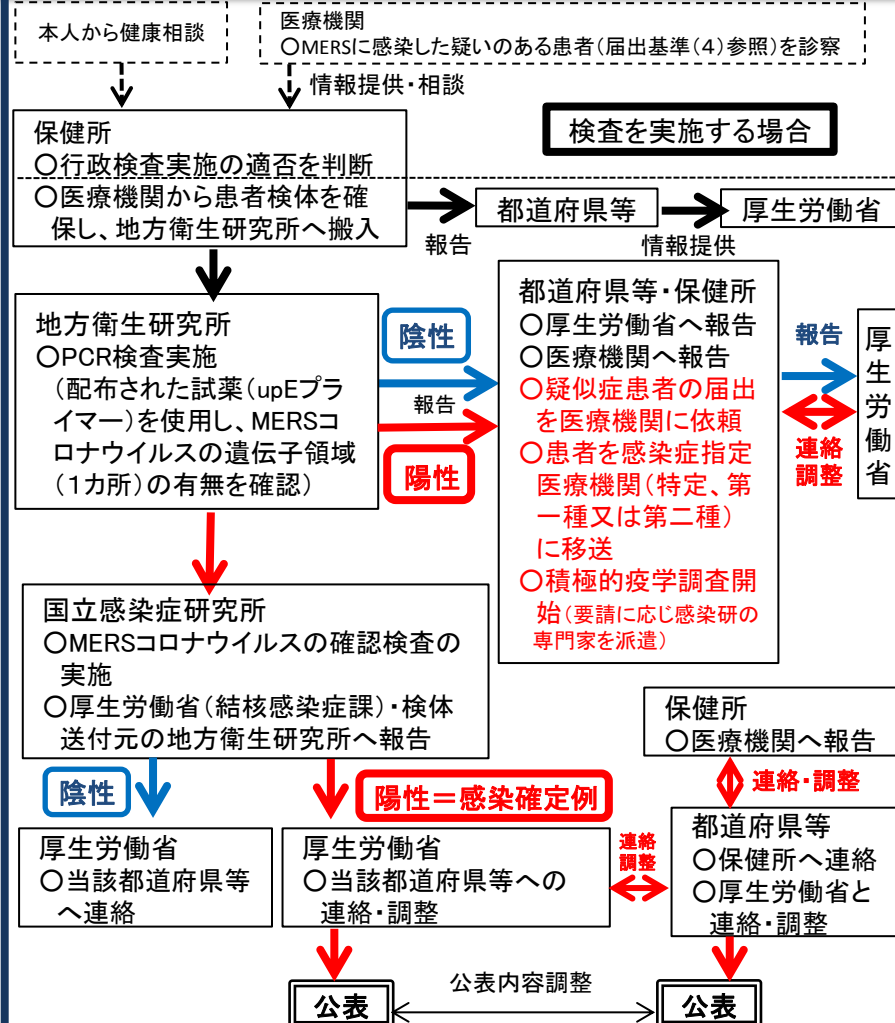 本人から健康相談
医療機関
○MERSに感染した疑いのある患者(届出基準(4)参照)を診察
情報提供・相談
検査を実施する場合
保健所
○行政検査実施の適否を判断
○医療機関から患者検体を確
保し、地方衛生研究所へ搬入
報告
都道府県等
情報提供
厚生労働省
地方衛生研究所
○PCR検査実施
(配布された試薬(upEプラ
イマー)を使用し、MERSコ
ロナウイルスの遺伝子領域
(1カ所)の有無を確認)
陰性
報告
陽性
都道府県等・保健所
○厚生労働省へ報告
○医療機関へ報告
○疑似症患者の届出
を医療機関に依頼
○患者を感染症指定
医療機関(特定、第
一種又は第二種)
に移送
○積極的疫学調査開
始(要請に応じ感染研の
専門家を派遣)
報告
連絡
調整
厚生労働省
国立感染症研究所
○MERSコロナウイルスの確認検査の
実施
○厚生労働省(結核感染症課)・検体
送付元の地方衛生研究所へ報告
陰性
陽性=感染確定例
保健所
○医療機関へ報告
連絡・調整
厚生労働省
○当該都道府県等
へ連絡
厚生労働省
○当該都道府県等への
連絡・調整
連絡
調整
都道府県等
○保健所へ連絡
○厚生労働省と
連絡・調整
公表
公表内容調整
公表